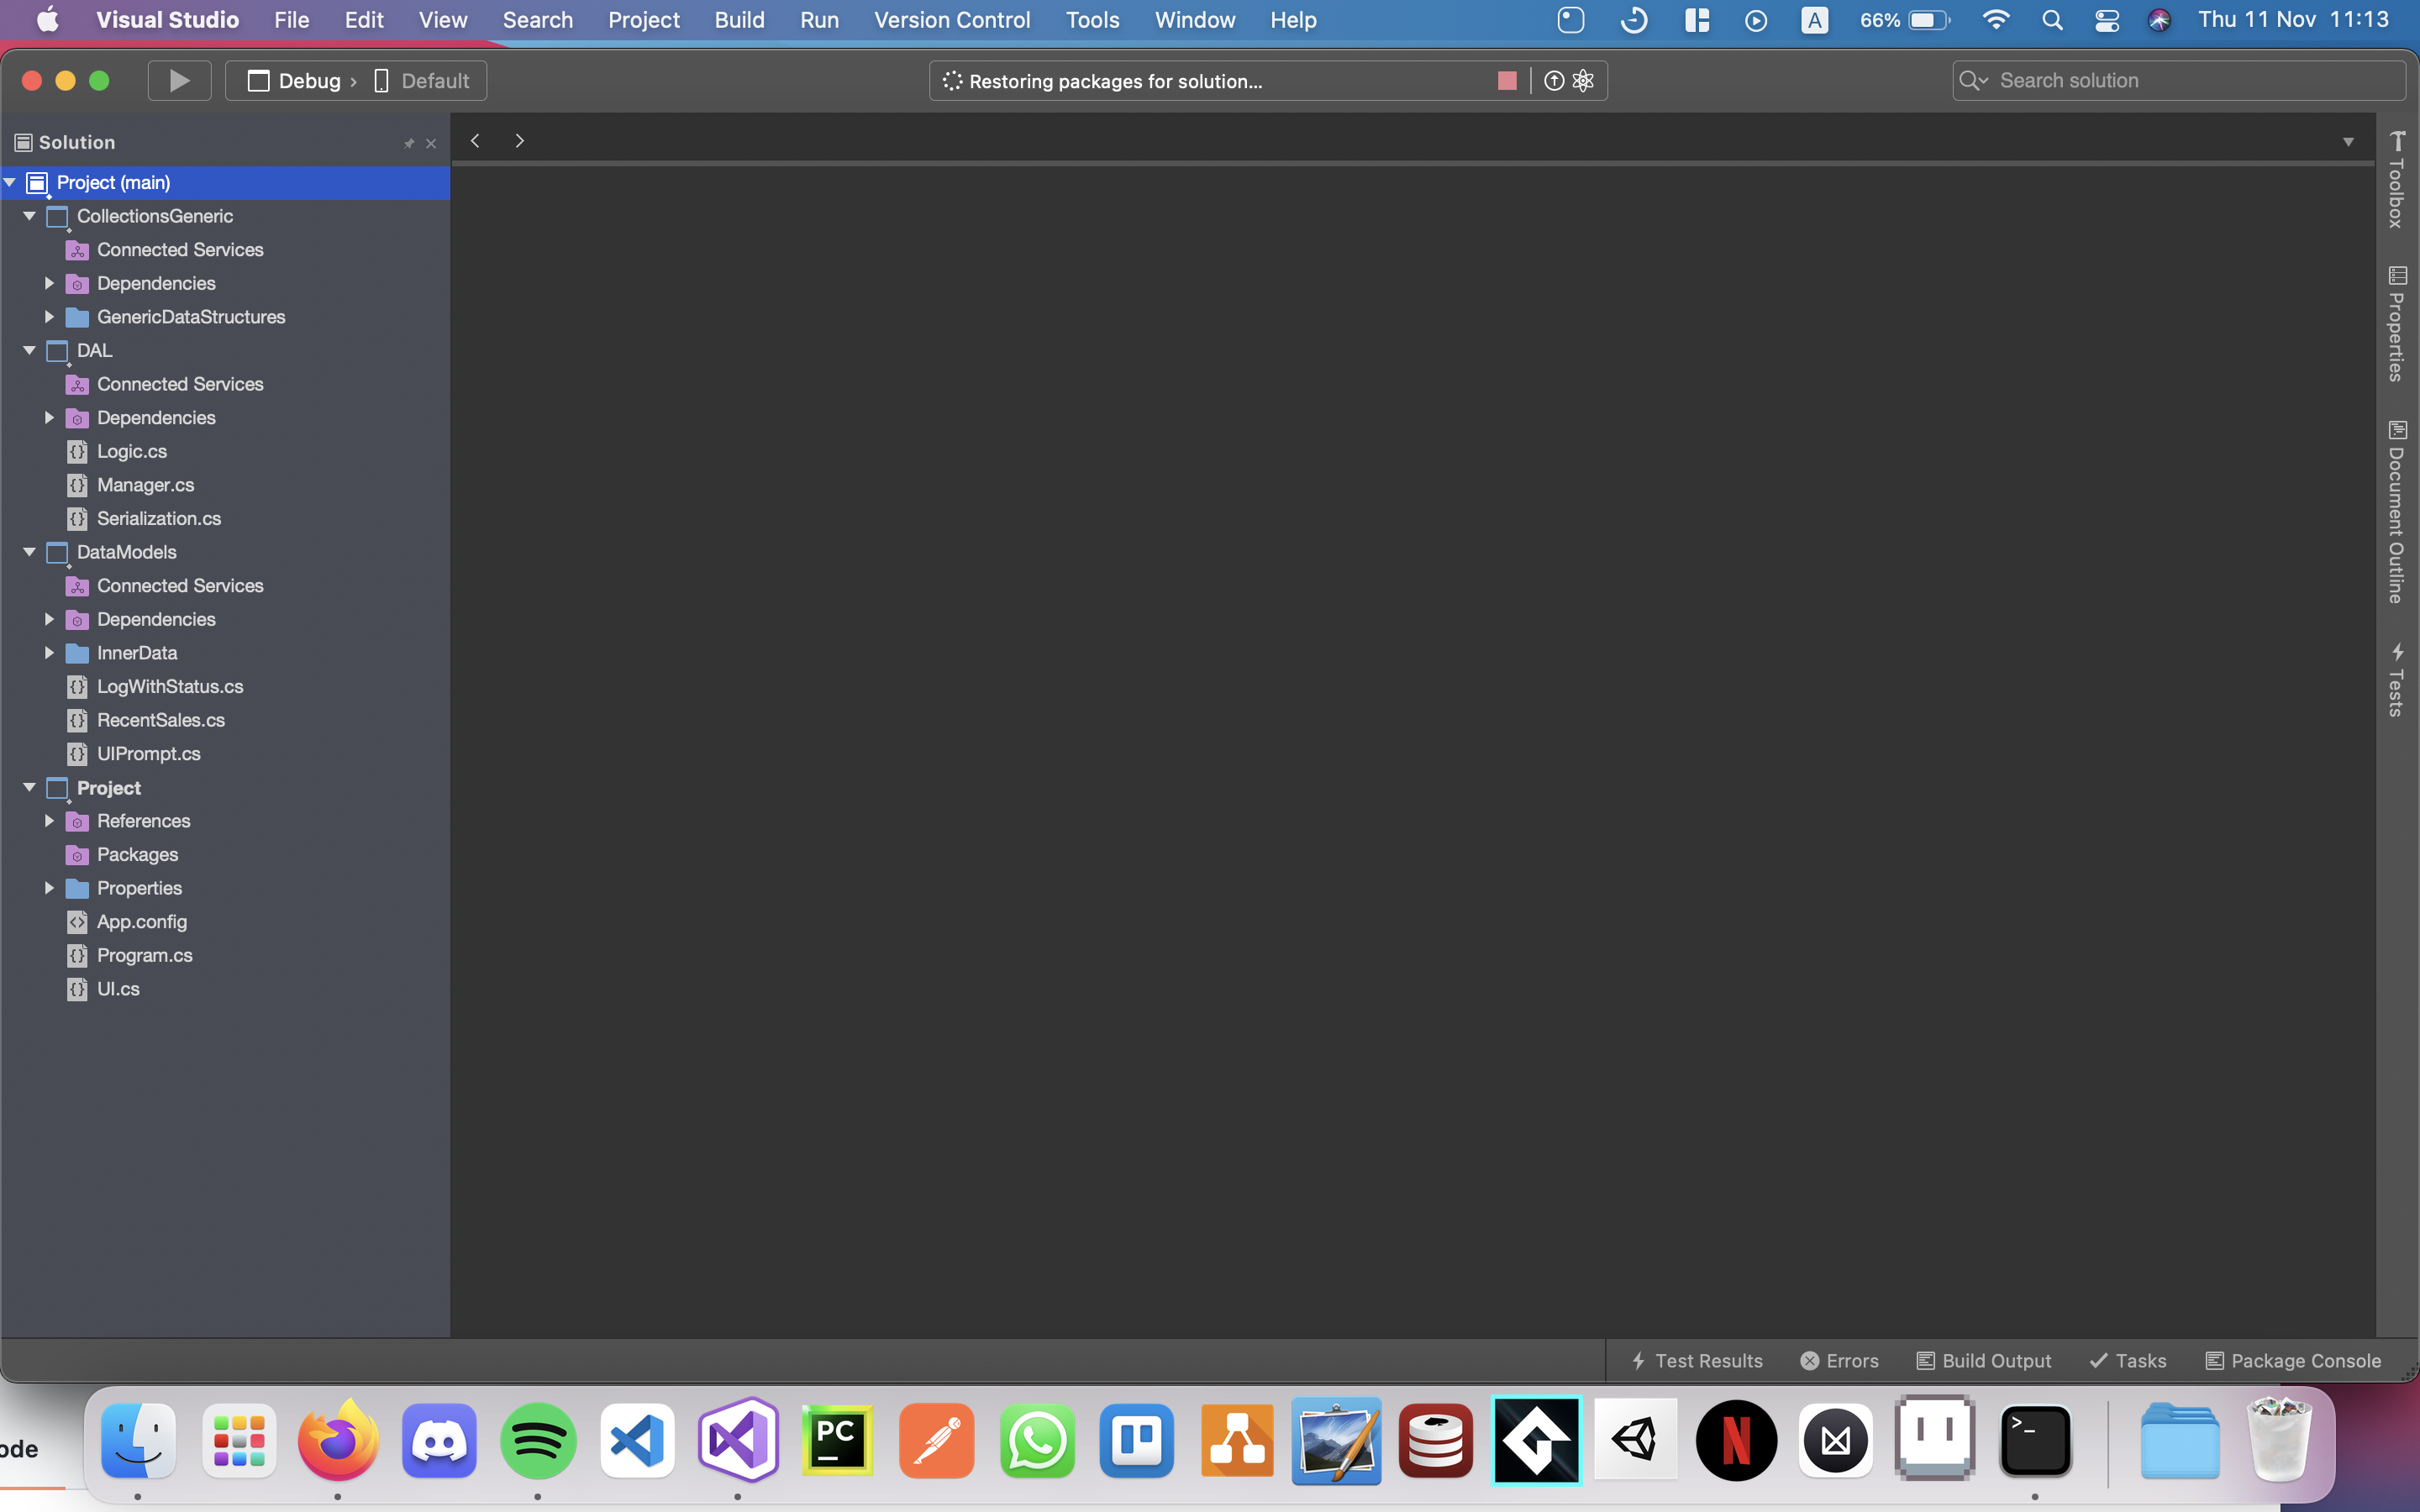 Visual Studio File Edit View Search Project Build Run Version Control Tools Window Help A 66% Thu 11 Nov 11:13
Debug › Default
Restoring packages for solution...
Search solution
Solution
Project (main)
CollectionsGeneric
Connected Services
Dependencies
GenericDataStructures
DAL
Connected Services
Dependencies
Logic.cs
Manager.cs
Serialization.cs
DataModels
Connected Services
Dependencies
InnerData
LogWithStatus.cs
RecentSales.cs
UIPrompt.cs
Project
References
Packages
Properties
App.config
Program.cs
UI.cs
Toolbox
Properties
Document Outline
Tests
Test Results Errors Build Output Tasks Package Console
ode
PC
N
>_